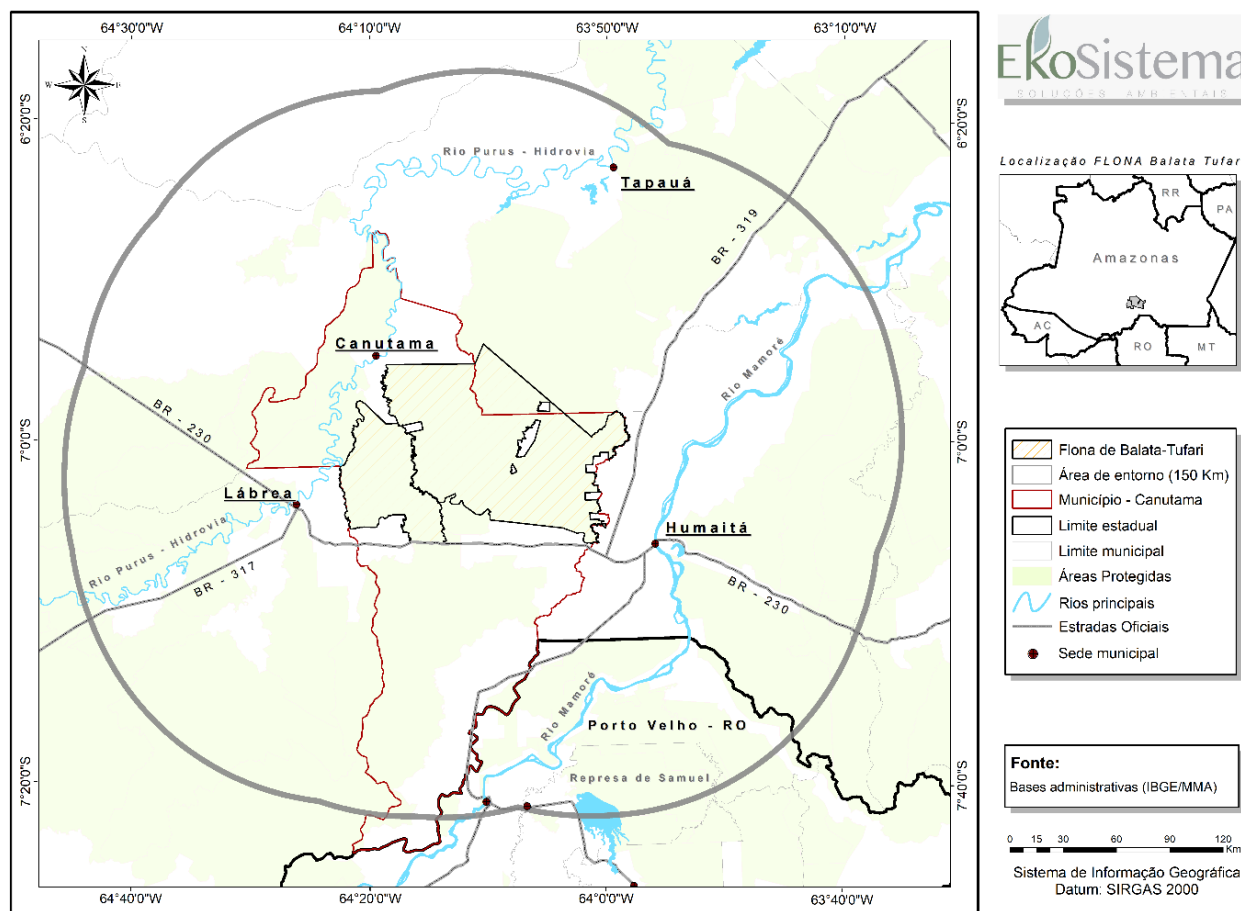 64°30'0"W 64°10'0"W 63°50'0"W 63°10'0"W
N
W E
S
6°20'0"S
6°20'0"S
Rio Purus - Hidrovia
Tapauá
BR - 319
Canutama
Rio Mamoré
BR - 230
7°0'0"S
7°0'0"S
Lábrea
Humaitá
Rio Purus - Hidrovia
BR - 317
BR - 230
Rio Mamoré
Porto Velho - RO
Represa de Samuel
7°20'0"S
7°40'0"S
64°40'0"W 64°20'0"W 64°0'0"W 63°40'0"W
EkoSistema
SOLUÇÕES AMBIENTAIS
Localização FLONA Balata Tufari
RR
PA
Amazonas
AC
RO
MT
Flona de Balata-Tufari
Área de entorno (150 Km)
Município - Canutama
Limite estadual
Limite municipal
Áreas Protegidas
Rios principais
Estradas Oficiais
Sede municipal
Fonte:
Bases administrativas (IBGE/MMA)
0 15 30 60 90 120
Km
Sistema de Informação Geográfica
Datum: SIRGAS 2000